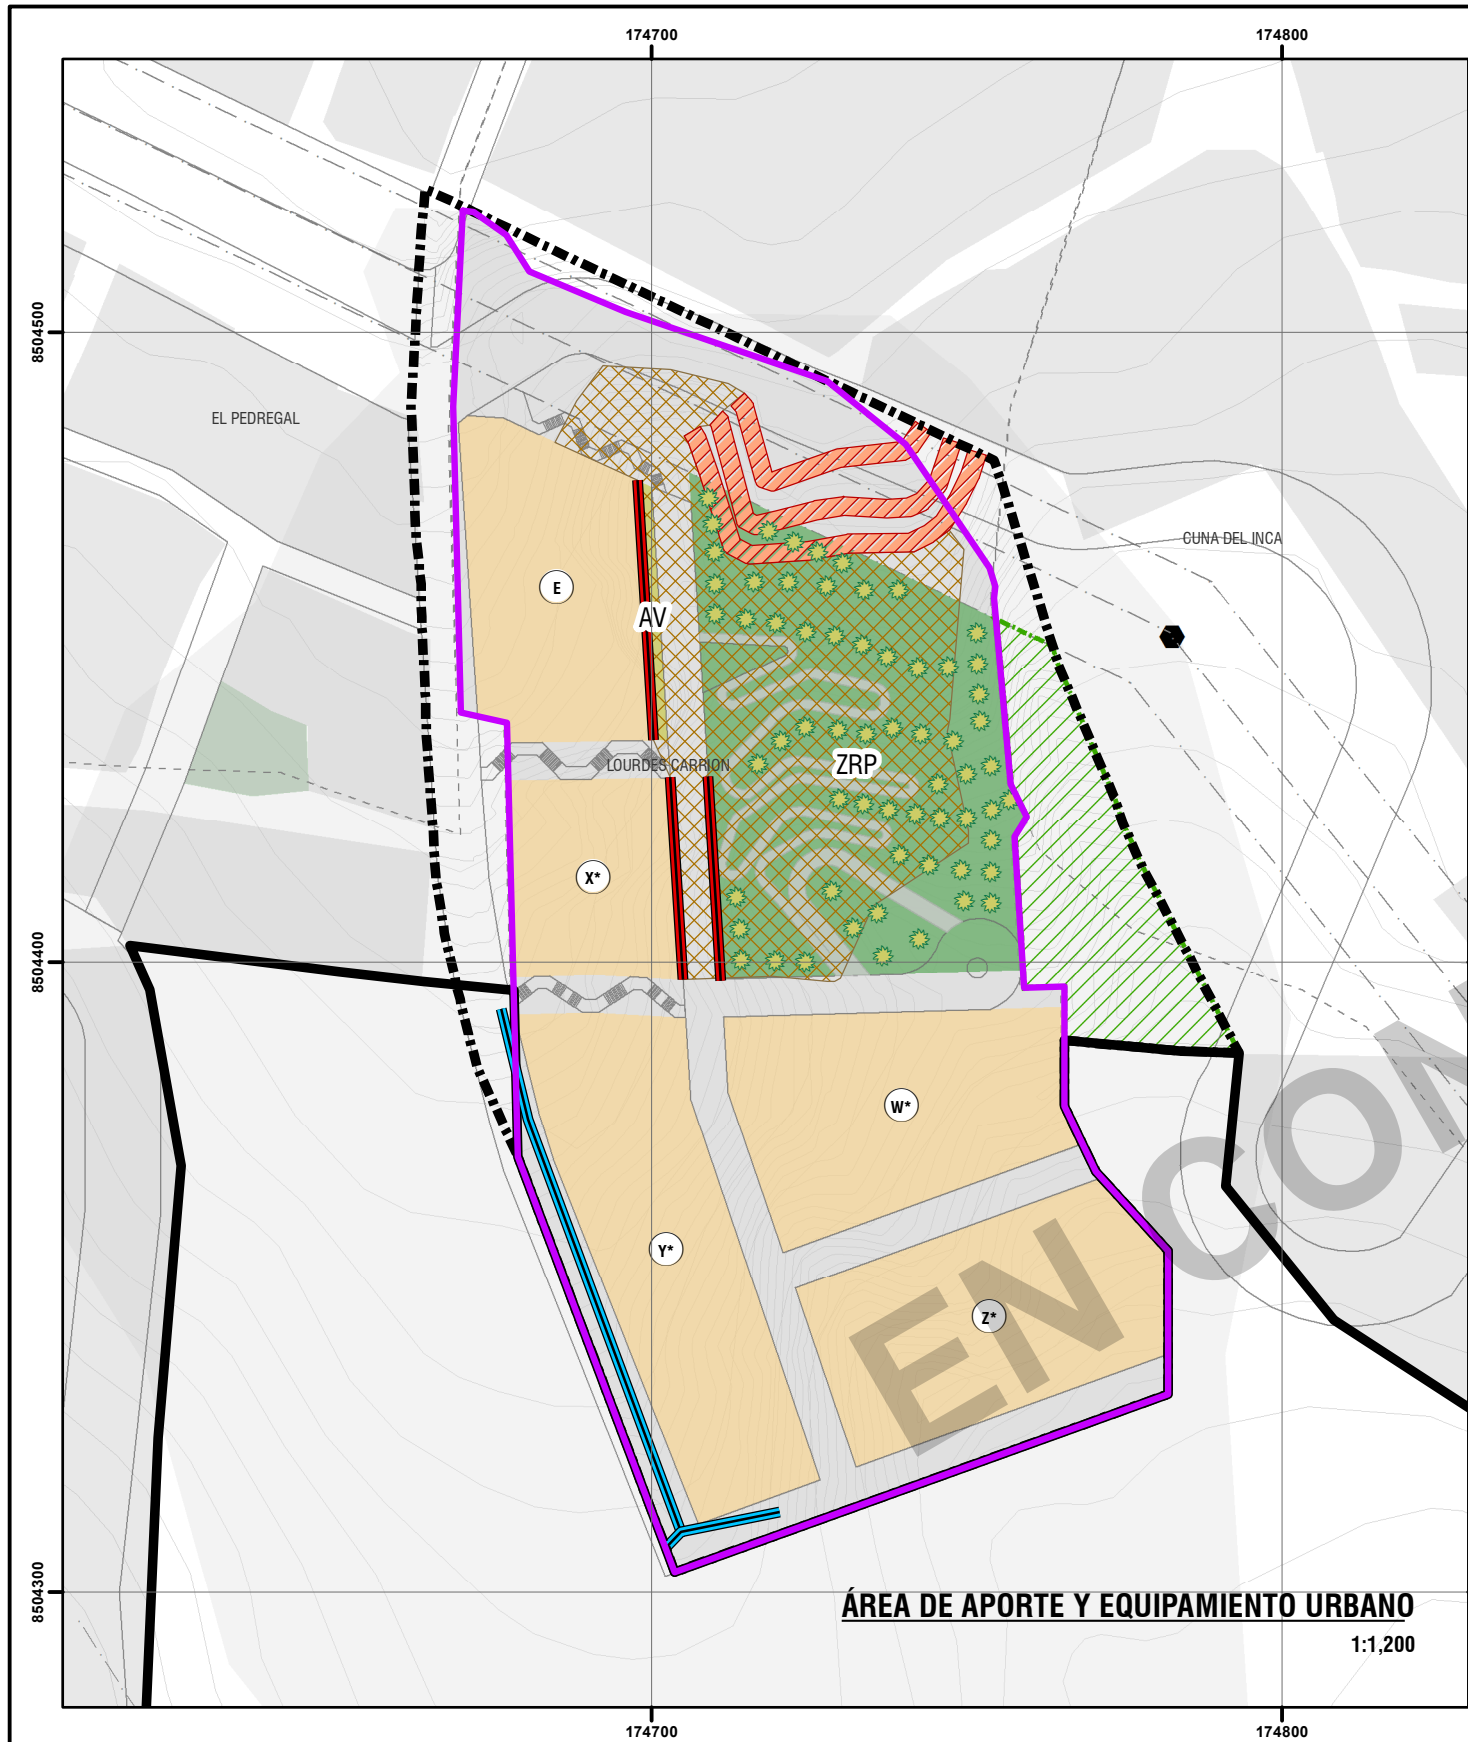 174700
174800
8504500
EL PEDREGAL
CUNA DEL INCA
E
AV
LOURDES CARRION
ZRP
X*
8504400
W*
Y*
Z*
EN CON
8504300
ÁREA DE APORTE Y EQUIPAMIENTO URBANO
1:1,200
174700
174800